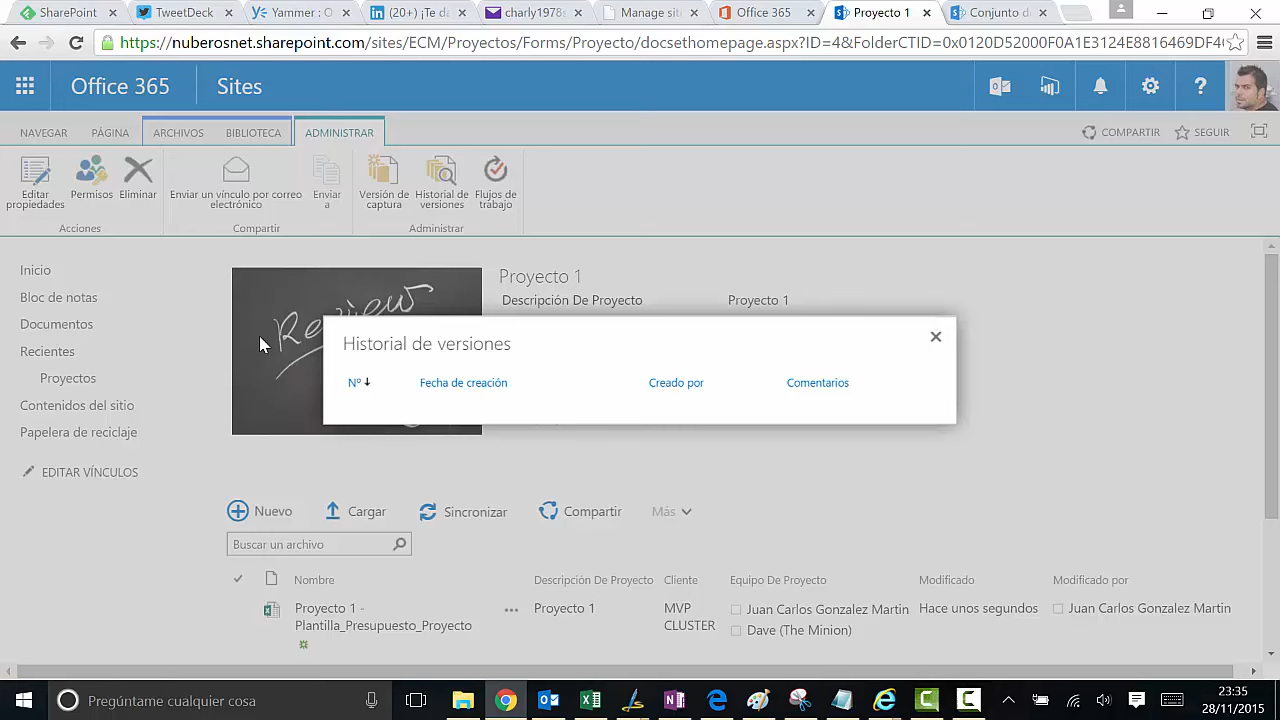 SharePoint
TweetDeck
Yammer : O
(20+) ¡Te da
charly1978s
Manage site
Office 365
Proyecto 1
Conjunto d
https://nuberosnet.sharepoint.com/sites/ECM/Proyectos/Forms/Proyecto/docsethomepage.aspx?ID=4&FolderCTID=0x0120D52000F0A1E3124E8816469DF4
Office 365 Sites
NAVEGAR PÁGINA ARCHIVOS BIBLIOTECA ADMINISTRAR COMPARTIR SEGUIR
Editar propiedades
Permisos
Eliminar
Enviar un vínculo por correo electrónico
Enviar a
Versión de captura
Historial de versiones
Flujos de trabajo
Acciones Compartir Administrar
Inicio
Bloc de notas
Documentos
Recientes
Proyectos
Contenidos del sitio
Papelera de reciclaje
EDITAR VÍNCULOS
Review
Proyecto 1
Descripción De Proyecto Proyecto 1
Historial de versiones
Nº Fecha de creación Creado por Comentarios
Nuevo Cargar Sincronizar Compartir Más
Buscar un archivo
Nombre Descripción De Proyecto Cliente Equipo De Proyecto Modificado Modificado por
Proyecto 1 -
Plantilla_Presupuesto_Proyecto
Proyecto 1
MVP
CLUSTER
Juan Carlos Gonzalez Martin
Dave (The Minion)
Hace unos segundos
Juan Carlos Gonzalez Martin
Pregúntame cualquier cosa
23:35
28/11/2015